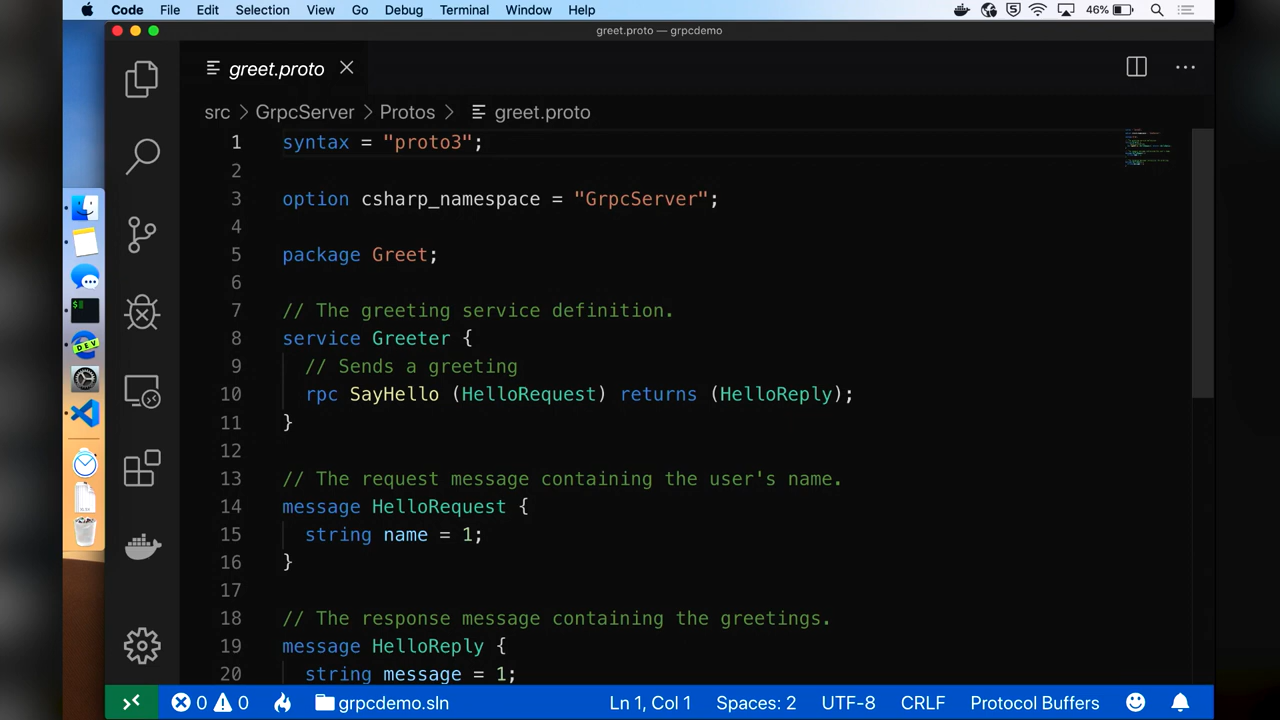 Code File Edit Selection View Go Debug Terminal Window Help 46%
greet.proto — grpcdemo
greet.proto
src > GrpcServer > Protos > greet.proto
1 syntax = "proto3";
2
3 option csharp_namespace = "GrpcServer";
4
5 package Greet;
6
7 // The greeting service definition.
8 service Greeter {
9 // Sends a greeting
10 rpc SayHello (HelloRequest) returns (HelloReply);
11 }
12
13 // The request message containing the user's name.
14 message HelloRequest {
15 string name = 1;
16 }
17
18 // The response message containing the greetings.
19 message HelloReply {
20 string message = 1;
DEV
0 0 grpcdemo.sln Ln 1, Col 1 Spaces: 2 UTF-8 CRLF Protocol Buffers